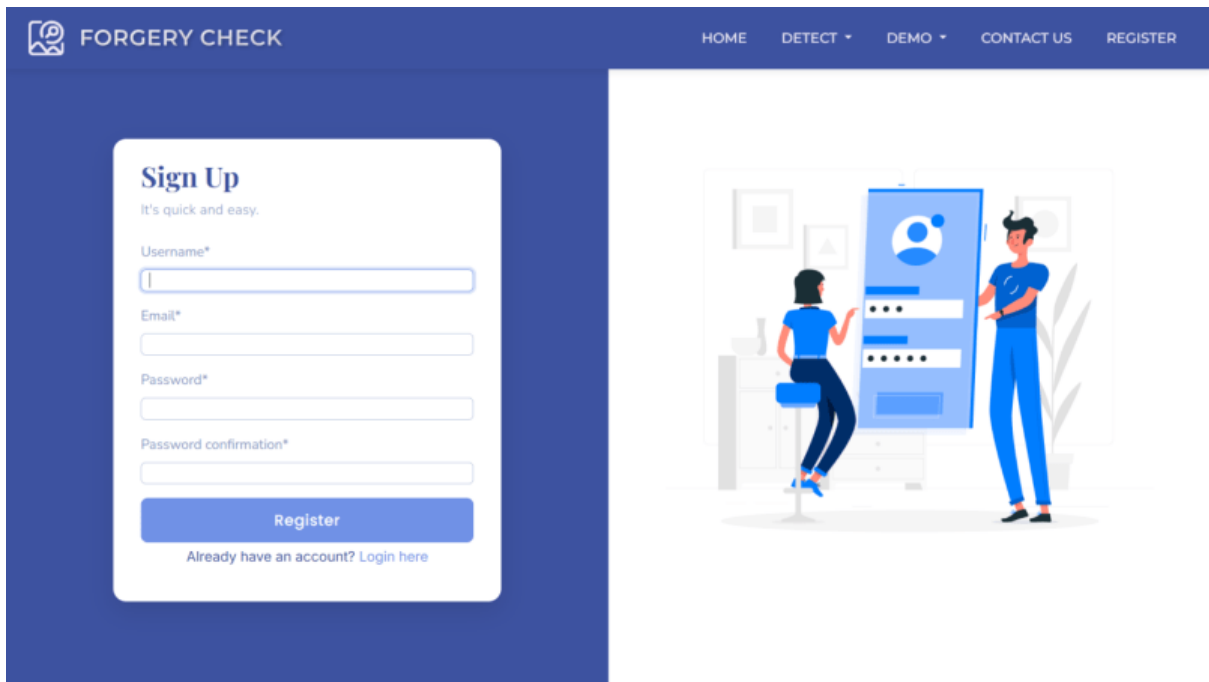 FORGERY CHECK
HOME DETECT DEMO CONTACT US REGISTER
Sign Up
It's quick and easy.
Username*
Email*
Password*
Password confirmation*
Register
Already have an account? Login here